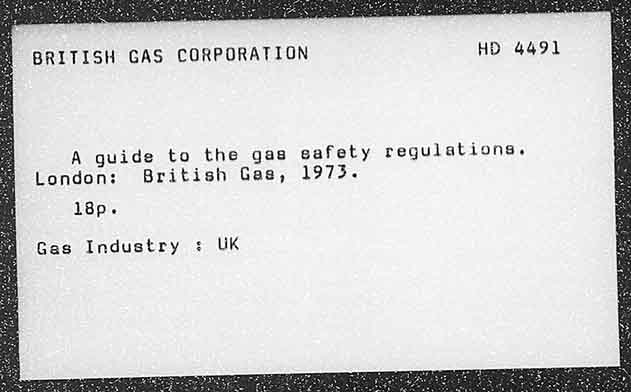 BRITISH GAS CORPORATION HD 4491
A guide to the gas safety regulations.
London: British Gas, 1973.
18p.
Gas Industry : UK